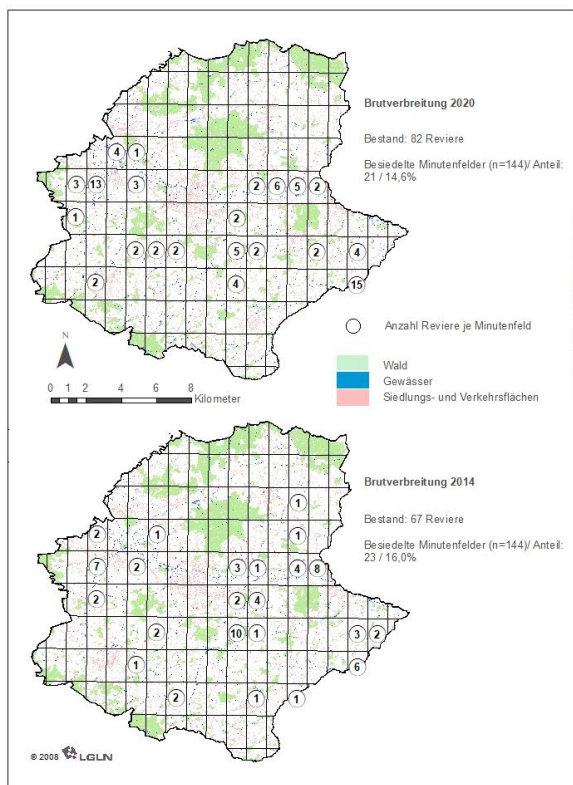 Brutverbreitung 2020
Bestand: 82 Reviere
Besiedelte Minutenfelder (n=144)/ Anteil:
21 / 14,6%
4 1
3 13 3 2 6 5 2
1 2
2 2 2 5 2 2 4
2 4 15
Anzahl Reviere je Minutenfeld
N
Wald
Gewässer
Siedlungs- und Verkehrsflächen
0 1 2 4 6 8
Kilometer
Brutverbreitung 2014
Bestand: 67 Reviere
Besiedelte Minutenfelder (n=144)/ Anteil:
23 / 16,0%
1
2 1 1
7 2 3 1 4 8
2 2 4
2 10 1 3 2
1 6
2 1 1
© 2008 LGLN